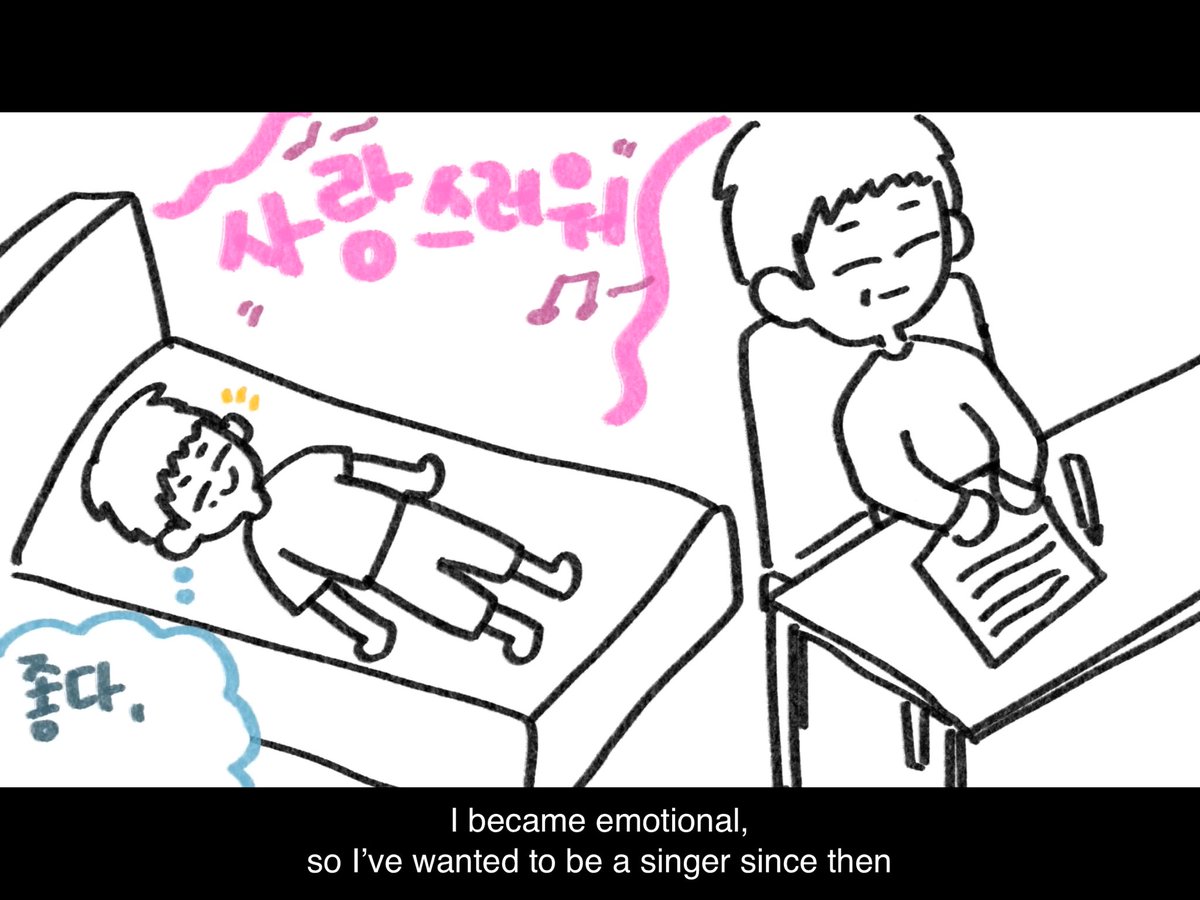 사랑스러워
좋다.
I became emotional,
so I’ve wanted to be a singer since then